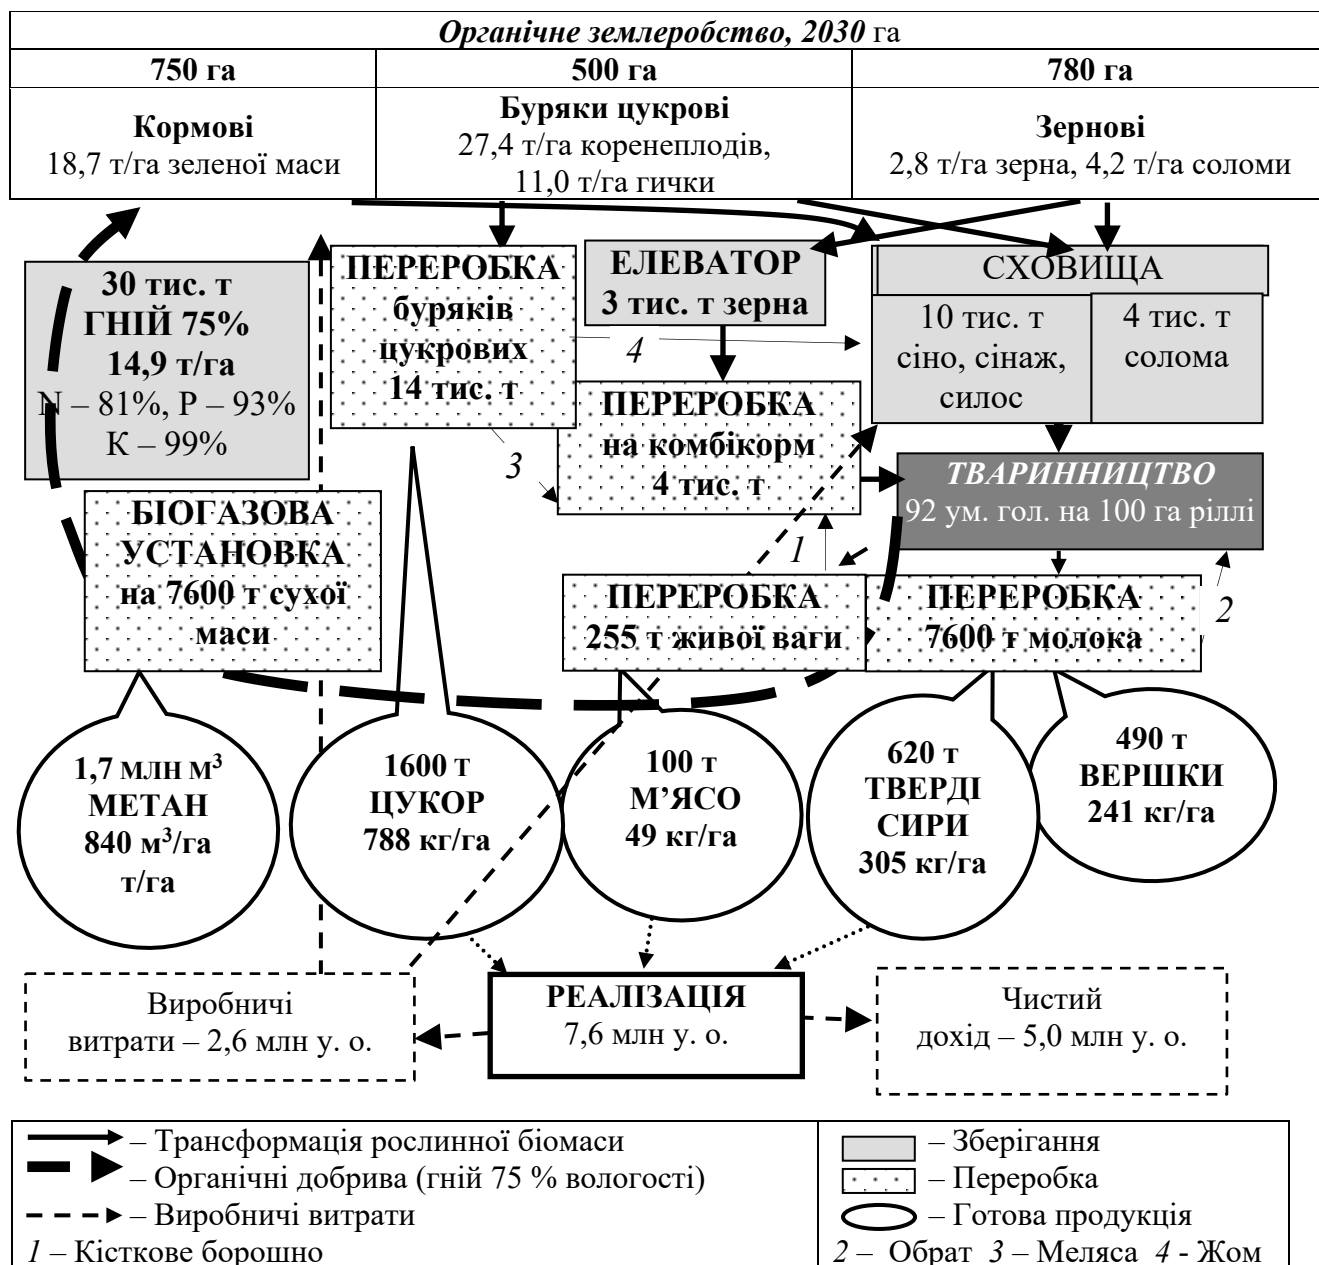 Органічне землеробство, 2030 га
750 га
500 га
780 га
Кормові
18,7 т/га зеленої маси
Буряки цукрові
27,4 т/га коренеплодів,
11,0 т/га гички
Зернові
2,8 т/га зерна, 4,2 т/га соломи
30 тис. т
ГНІЙ 75%
14,9 т/га
N – 81%, P – 93%
К – 99%
ПЕРЕРОБКА
буряків
цукрових
14 тис. т
ЕЛЕВАТОР
3 тис. т зерна
СХОВИЩА
10 тис. т
сіно, сінаж,
силос
4 тис. т
солома
4
3
ПЕРЕРОБКА
на комбікорм
4 тис. т
ТВАРИННИЦТВО
92 ум. гол. на 100 га ріллі
БІОГАЗОВА
УСТАНОВКА
на 7600 т сухої
маси
1
2
ПЕРЕРОБКА
255 т живої ваги
ПЕРЕРОБКА
7600 т молока
1,7 млн м³
МЕТАН
840 м³/га
т/га
1600 т
ЦУКОР
788 кг/га
100 т
М’ЯСО
49 кг/га
620 т
ТВЕРДІ
СИРИ
305 кг/га
490 т
ВЕРШКИ
241 кг/га
Виробничі
витрати – 2,6 млн у. о.
РЕАЛІЗАЦІЯ
7,6 млн у. о.
Чистий
дохід – 5,0 млн у. о.
– Трансформація рослинної біомаси
– Органічні добрива (гній 75 % вологості)
– Виробничі витрати
1 – Кісткове борошно
– Зберігання
– Переробка
– Готова продукція
2 – Обрат 3 – Меляса 4 - Жом